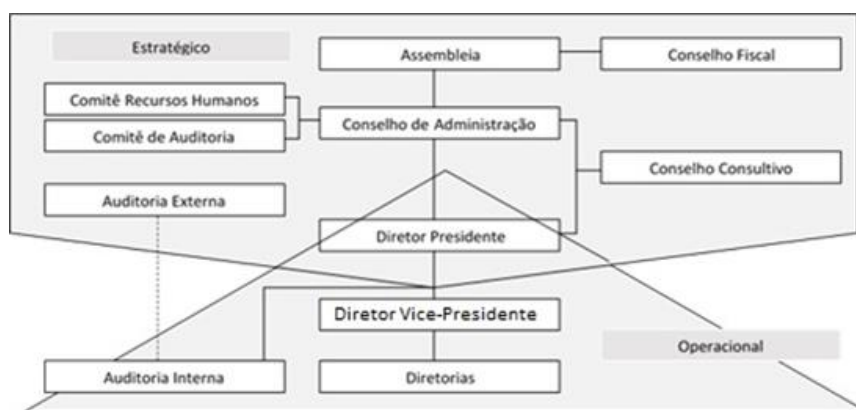 Estratégico
Assembleia
Conselho Fiscal
Comitê Recursos Humanos
Conselho de Administração
Comitê de Auditoria
Conselho Consultivo
Auditoria Externa
Diretor Presidente
Diretor Vice-Presidente
Operacional
Auditoria Interna
Diretorias